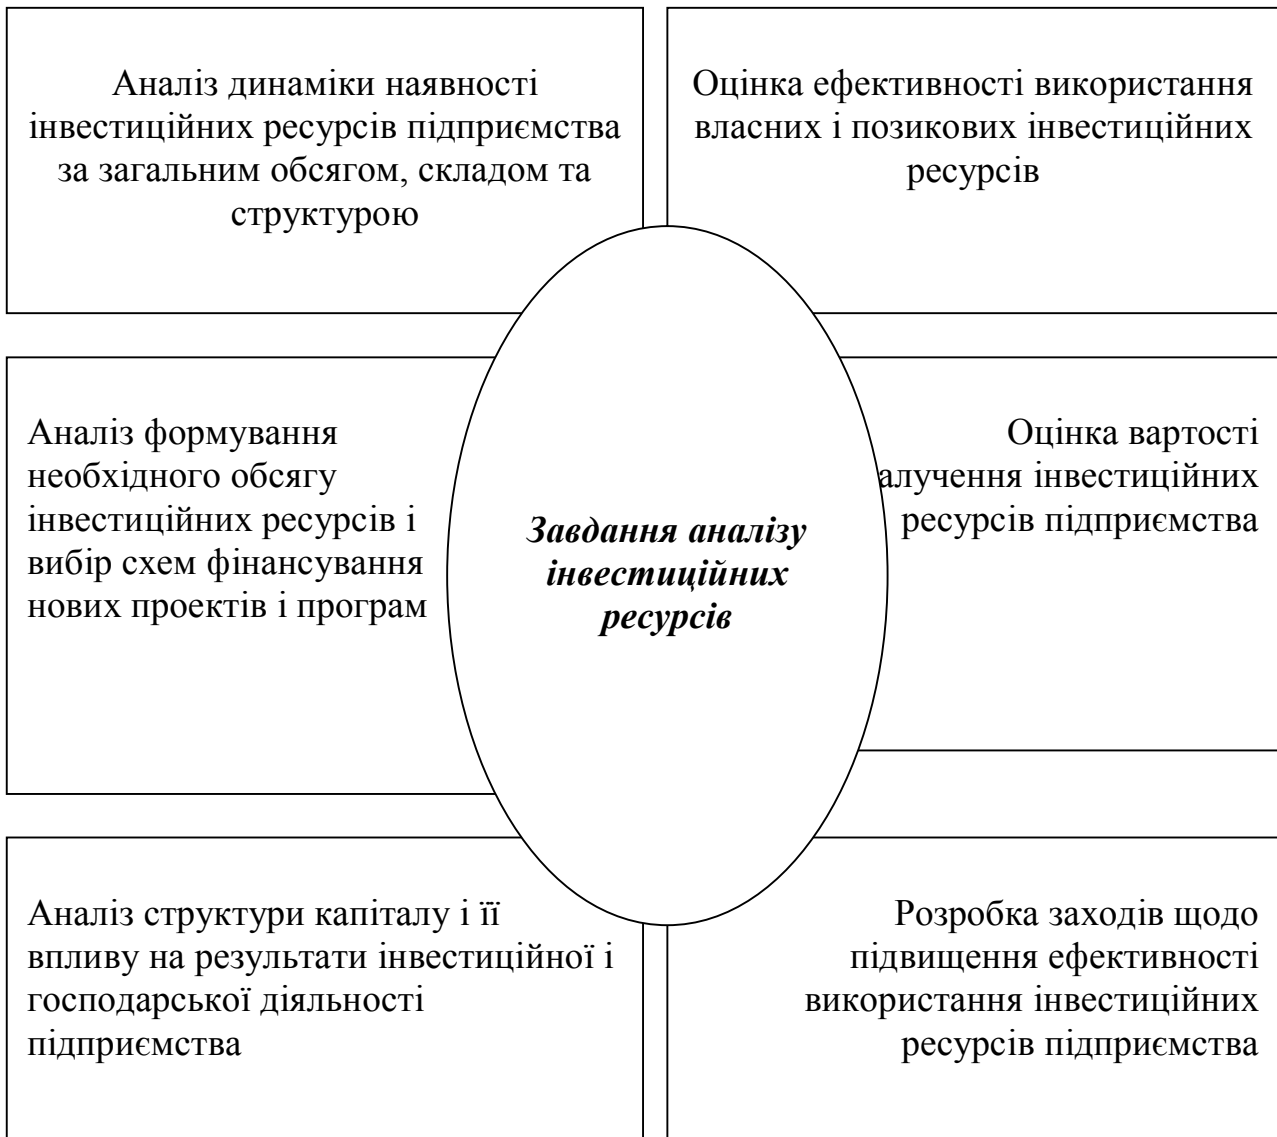 Аналіз динаміки наявності
інвестиційних ресурсів підприємства
за загальним обсягом, складом та
структурою
Оцінка ефективності використання
власних і позикових інвестиційних
ресурсів
Аналіз формування
необхідного обсягу
інвестиційних ресурсів і
вибір схем фінансування
нових проектів і програм
Завдання аналізу
інвестиційних
ресурсів
Оцінка вартості
алучення інвестиційних
ресурсів підприємства
Аналіз структури капіталу і її
впливу на результати інвестиційної і
господарської діяльності
підприємства
Розробка заходів щодо
підвищення ефективності
використання інвестиційних
ресурсів підприємства